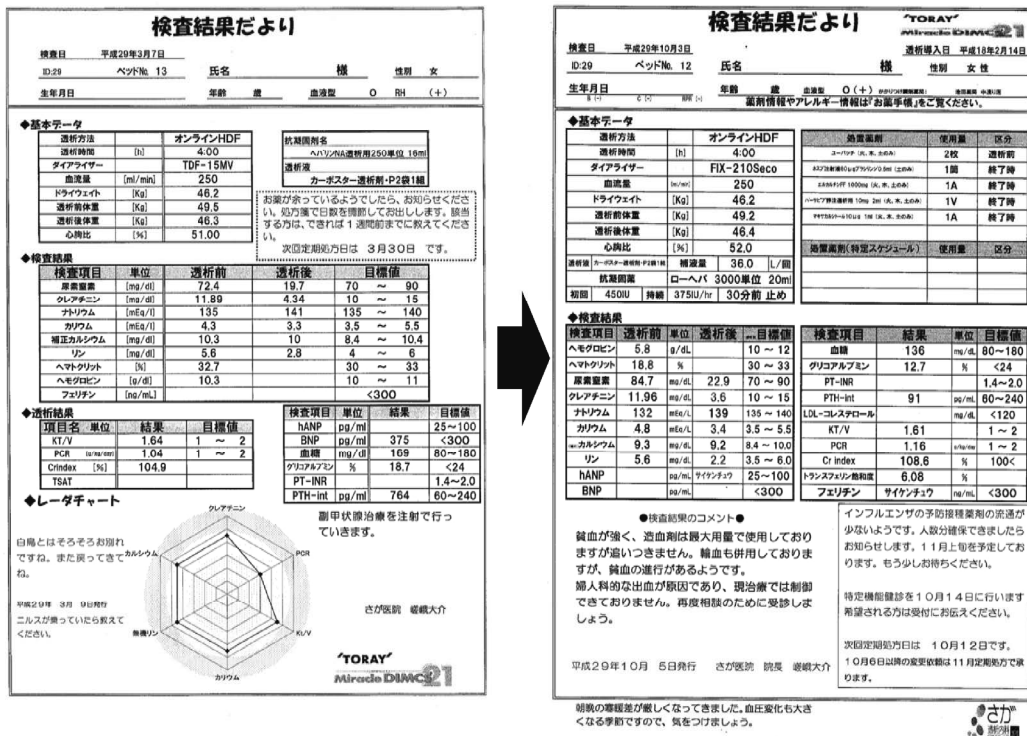 検査結果だより
検査日 平成29年3月7日
ID:29 ベッドNo. 13 氏名 様 性別 女
生年月日 年齢 歳 血液型 O RH (+)
◆基本データ
透析方法 オンラインHDF
透析時間 [h] 4:00
ダイアライザー TDF-15MV
血流量 [ml/min] 250
ドライウェイト [Kg] 46.2
透析前体重 [Kg] 49.5
透析後体重 [Kg] 46.3
心胸比 [%] 51.00
抗凝固剤名
ヘパリンNA透析用250単位 16ml
透析液
カーボスター透析剤・P2袋1組
お薬が余っているようでしたら、お知らせください。処方箋で日数を調節してお出しします。該当する方は、できれば1週間前までに教えてください。
次回定期処方日は 3月30日 です。
◆検査結果
検査項目 単位 透析前 透析後 目標値
尿素窒素 [mg/dl] 72.4 19.7 70 ~ 90
クレアチニン [mg/dl] 11.89 4.34 10 ~ 15
ナトリウム [mEq/l] 135 141 135 ~ 140
カリウム [mEq/l] 4.3 3.3 3.5 ~ 5.5
補正カルシウム [mg/dl] 10.3 10 8.4 ~ 10.4
リン [mg/dl] 5.6 2.8 4 ~ 6
ヘマトクリット [%] 32.7 30 ~ 33
ヘモグロビン [g/dl] 10.3 10 ~ 11
フェリチン [ng/mL] <300
◆透析結果
項目名 単位 結果 目標値
KT/V 1.64 1 ~ 2
PCR 1.04 1 ~ 2
Crindex [%] 104.9
TSAT
検査項目 単位 結果 目標値
hANP pg/ml 25~100
BNP pg/ml 375 <300
血糖 mg/dl 169 80~180
グリコアルブミン % 18.7 <24
PT-INR 1.4~2.0
PTH-int pg/ml 764 60~240
◆レーダチャート
クレアチニン
PCR
Kt/V
カリウム
無機リン
カルシウム
白鳥とはそろそろお別れですね。また戻ってきてね。
平成29年 3月 9日発行
ニルスが乗っていたら教えてください。
副甲状腺治療を注射で行っていきます。
さが医院 嵯峨大介
'TORAY'
Miracle DIMCS21
検査結果だより
'TORAY'
Miracle DIMCS21
検査日 平成29年10月3日 透析導入日 平成18年2月14日
ID:29 ベッドNo. 12 氏名 様 性別 女性
生年月日 年齢 歳 血液型 O(+)
薬剤情報やアレルギー情報は『お薬手帳』をご覧ください。
◆基本データ
透析方法 オンラインHDF
透析時間 [h] 4:00
ダイアライザー FIX-210Seco
血流量 250
ドライウェイト [Kg] 46.2
透析前体重 [Kg] 49.2
透析後体重 [Kg] 46.4
心胸比 [%] 52.0
透析液 カーボスター透析剤・P2袋1組 補液量 36.0 L/回
抗凝固薬 ローヘパ 3000単位 20ml
初回 450IU 持続 375IU/hr 30分前 止め
処置薬剤 使用量 区分
2枚 透析前
1筒 終了時
1A 終了時
1V 終了時
1A 終了時
処置薬剤(特定スケジュール) 使用量 区分
◆検査結果
検査項目 透析前 単位 透析後 目標値
ヘモグロビン 5.8 g/dL 10 ~ 12
ヘマトクリット 18.8 % 30 ~ 33
尿素窒素 84.7 mg/dL 22.9 70 ~ 90
クレアチニン 11.96 mg/dL 3.6 10 ~ 15
ナトリウム 132 mEq/L 139 135 ~ 140
カリウム 4.8 mEq/L 3.4 3.5 ~ 5.5
カルシウム 9.3 mg/dL 9.2 8.4 ~ 10.0
リン 5.6 mg/dL 2.2 3.5 ~ 6.0
hANP pg/mL サイケンチュウ 25~100
BNP pg/mL <300
検査項目 結果 単位 目標値
血糖 136 mg/dL 80~180
グリコアルブミン 12.7 % <24
PT-INR 1.4~2.0
PTH-int 91 pg/mL 60~240
LDL-コレステロール mg/dL <120
KT/V 1.61 1 ~ 2
PCR 1.16 1 ~ 2
Cr index 108.6 % 100<
トランスフェリン飽和度 6.08 %
フェリチン サイケンチュウ ng/mL <300
●検査結果のコメント●
貧血が強く、造血剤は最大用量で使用しておりますが追いつきません。輸血も併用しておりますが、貧血の進行があるようです。
婦人科的な出血が原因であり、現治療では制御できておりません。再度相談のために受診しましょう。
平成29年10月 5日発行 さが医院 院長 嵯峨大介
インフルエンザの予防接種薬剤の流通が少ないようです。人数分確保できましたらお知らせします。11月上旬を予定しております。もう少しお待ちください。
特定機能健診を10月14日に行います
希望される方は受付にお伝えください。
次回定期処方日は 10月12日です。
10月6日以降の変更依頼は11月定期処方で承ります。
朝晩の寒暖差が厳しくなってきました。血圧変化も大きくなる季節ですので、気をつけましょう。
さが